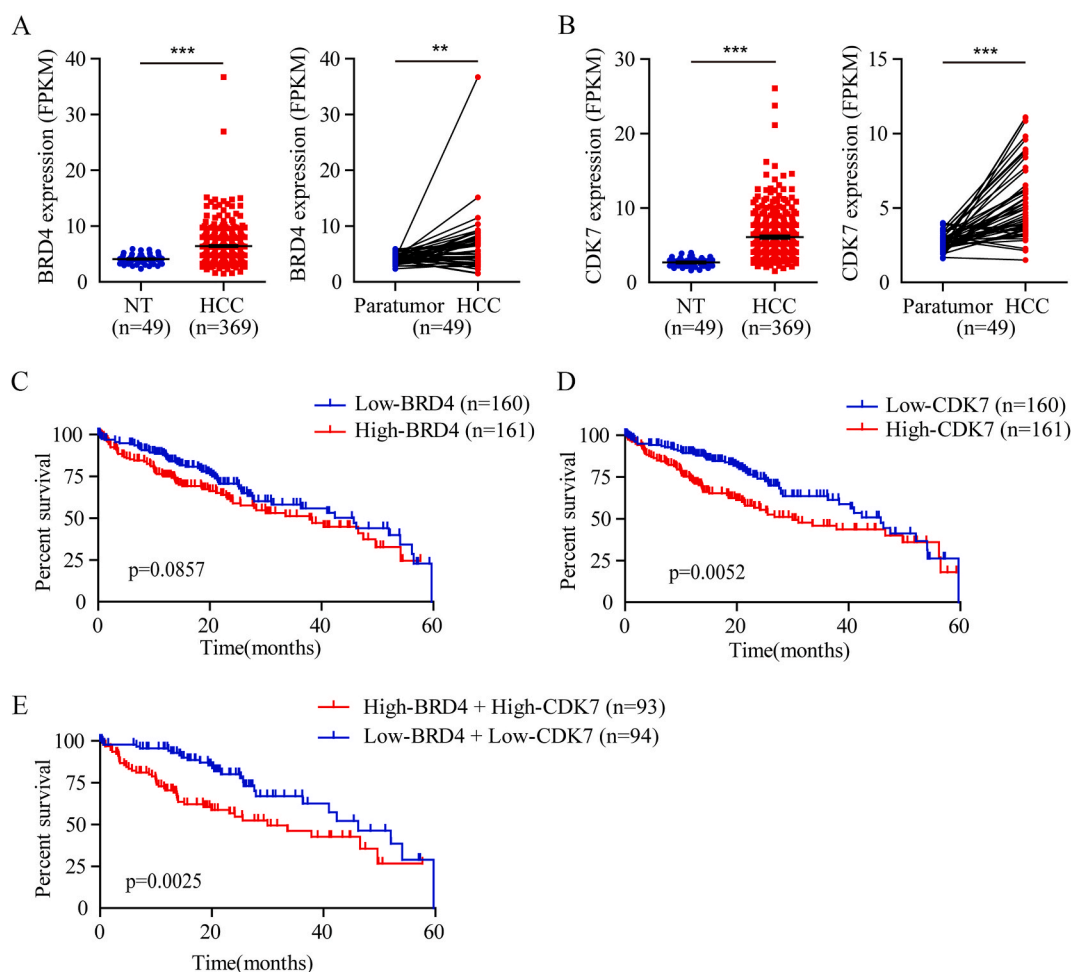 A
BRD4 expression (FPKM)
40
30
20
10
0
***
NT
(n=49)
HCC
(n=369)
BRD4 expression (FPKM)
40
30
20
10
0
**
Paratumor HCC
(n=49)
B
CDK7 expression (FPKM)
30
20
10
0
***
NT
(n=49)
HCC
(n=369)
CDK7 expression (FPKM)
15
10
5
0
***
Paratumor HCC
(n=49)
C
Low-BRD4 (n=160)
High-BRD4 (n=161)
Percent survival
100
75
50
25
0
p=0.0857
0 20 40 60
Time(months)
D
Low-CDK7 (n=160)
High-CDK7 (n=161)
Percent survival
100
75
50
25
0
p=0.0052
0 20 40 60
Time(months)
E
High-BRD4 + High-CDK7 (n=93)
Low-BRD4 + Low-CDK7 (n=94)
Percent survival
100
75
50
25
0
p=0.0025
0 20 40 60
Time(months)